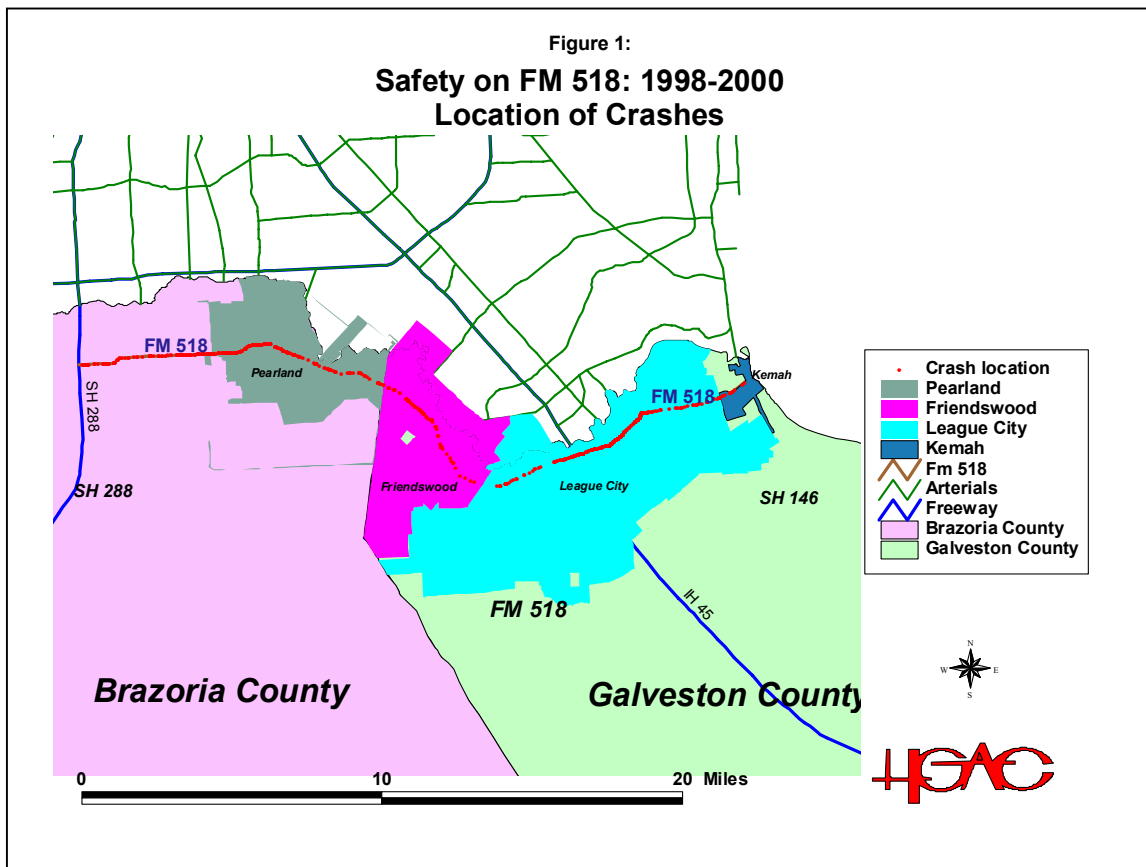 Figure 1:
Safety on FM 518: 1998-2000
Location of Crashes
FM 518
Pearland
SH 288
SH 288
Friendswood
FM 518
Kemah
League City
SH 146
FM 518
IH 45
Brazoria County
Galveston County
Crash location
Pearland
Friendswood
League City
Kemah
Fm 518
Arterials
Freeway
Brazoria County
Galveston County
N
W E
S
HGAC
0 10 20 Miles